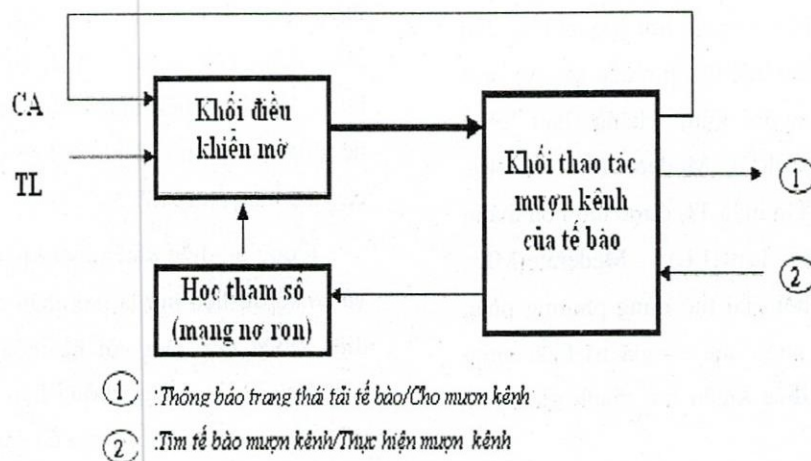 CA
TL
Khối điều
khiển mờ
Khối thao tác
mượn kênh
của tế bào
1
2
Học tham số
(mạng nơ ron)
1 :Thông báo trạng thái tải tế bào/Cho mượn kênh
2 :Tìm tế bào mượn kênh/Thực hiện mượn kênh